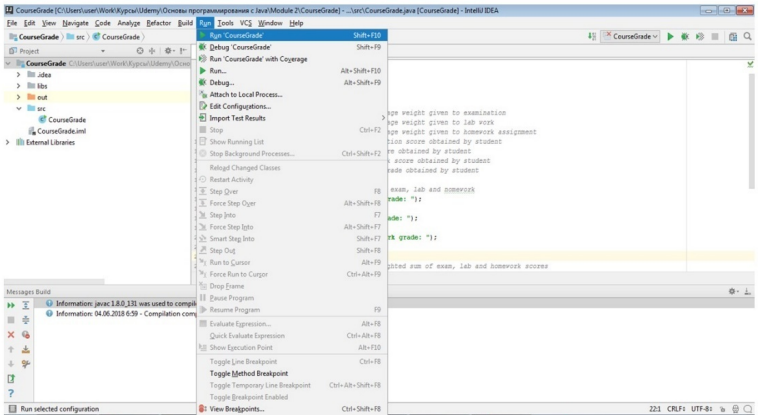 CourseGrade [C:\Users\user\Work\Курсы\Udemy\Основы программирования с Java\Module 2\CourseGrade] - ...\src\CourseGrade.java [CourseGrade] - IntelliJ IDEA
File Edit View Navigate Code Analyze Refactor Build Run Tools VCS Window Help
CourseGrade src CourseGrade
CourseGrade
Project
CourseGrade C:\Users\user\Work\Курсы\Udemy\Осно
.idea
libs
out
src
CourseGrade
CourseGrade.iml
External Libraries
Run 'CourseGrade' Shift+F10
Debug 'CourseGrade' Shift+F9
Run 'CourseGrade' with Coverage
Run... Alt+Shift+F10
Debug... Alt+Shift+F9
Attach to Local Process...
Edit Configurations...
Import Test Results
Stop Ctrl+F2
Show Running List
Stop Background Processes... Ctrl+Shift+F2
Reload Changed Classes
Restart Activity
Step Over F8
Force Step Over Alt+Shift+F8
Step Into F7
Force Step Into Alt+Shift+F7
Smart Step Into Shift+F7
Step Out Shift+F8
Run to Cursor Alt+F9
Force Run to Cursor Ctrl+Alt+F9
Drop Frame
Pause Program
Resume Program F9
Evaluate Expression... Alt+F8
Quick Evaluate Expression Ctrl+Alt+F8
Show Execution Point Alt+F10
Toggle Line Breakpoint Ctrl+F8
Toggle Method Breakpoint
Toggle Temporary Line Breakpoint Ctrl+Alt+Shift+F8
Toggle Breakpoint Enabled
View Breakpoints... Ctrl+Shift+F8
age weight given to examination
age weight given to lab work
age weight given to homework assignment
tion score obtained by student
re obtained by student
k score obtained by student
rade obtained by student
exam, lab and homework
rade: ");
ade: ");
rk grade: ");
ghted sum of exam, lab and homework scores
Messages Build
Information: javac 1.8.0_131 was used to compil
Information: 04.06.2018 6:59 - Compilation com
Run selected configuration
22:1 CRLF÷ UTF-8÷